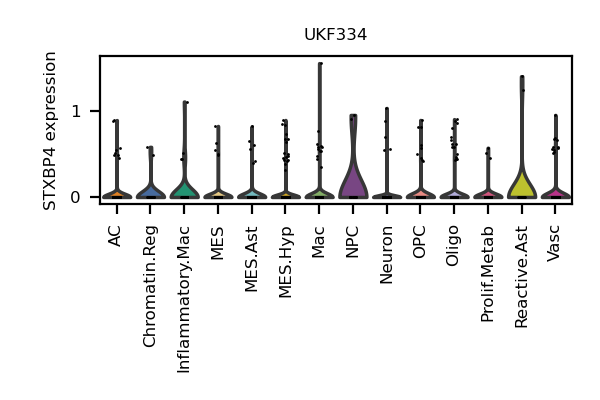 UKF334
STXBP4 expression
1
0
AC
Chromatin.Reg
Inflammatory.Mac
MES
MES.Ast
MES.Hyp
Mac
NPC
Neuron
OPC
Oligo
Prolif.Metab
Reactive.Ast
Vasc